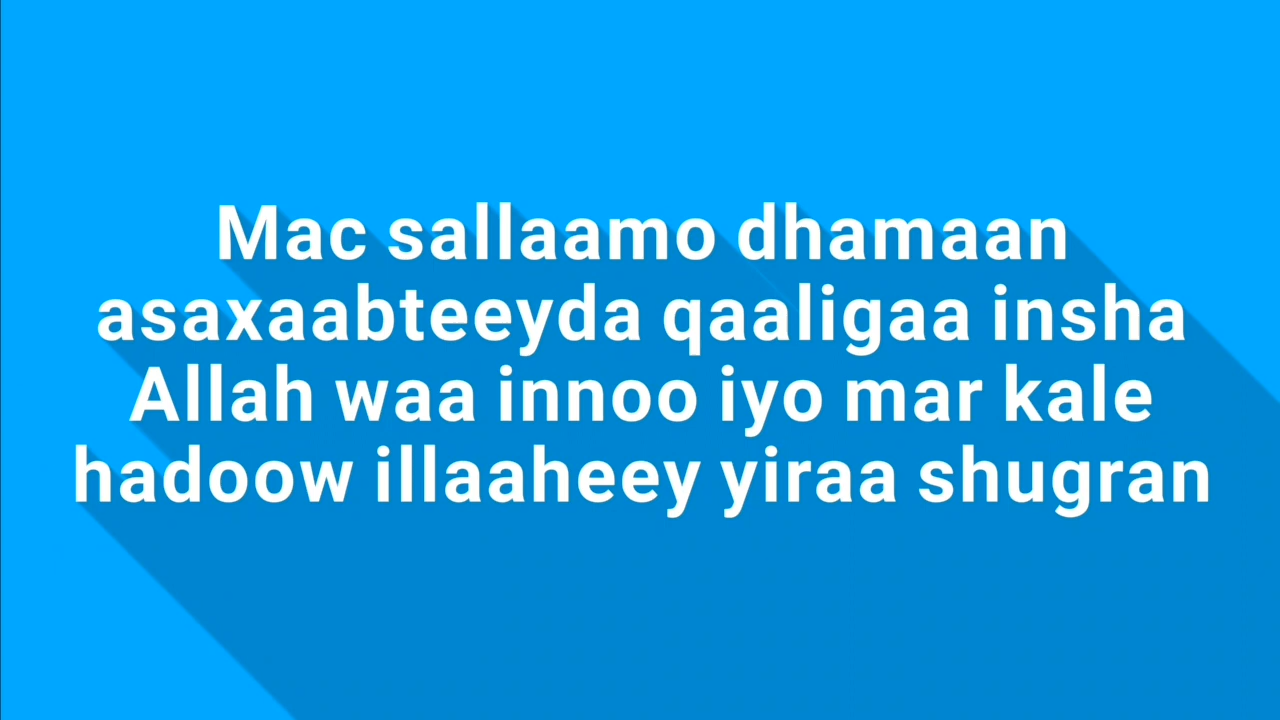 Mac sallaamo dhamaan
asaxaabteeyda qaaligaa insha
Allah waa innoo iyo mar kale
hadoow illaaheey yiraa shugran